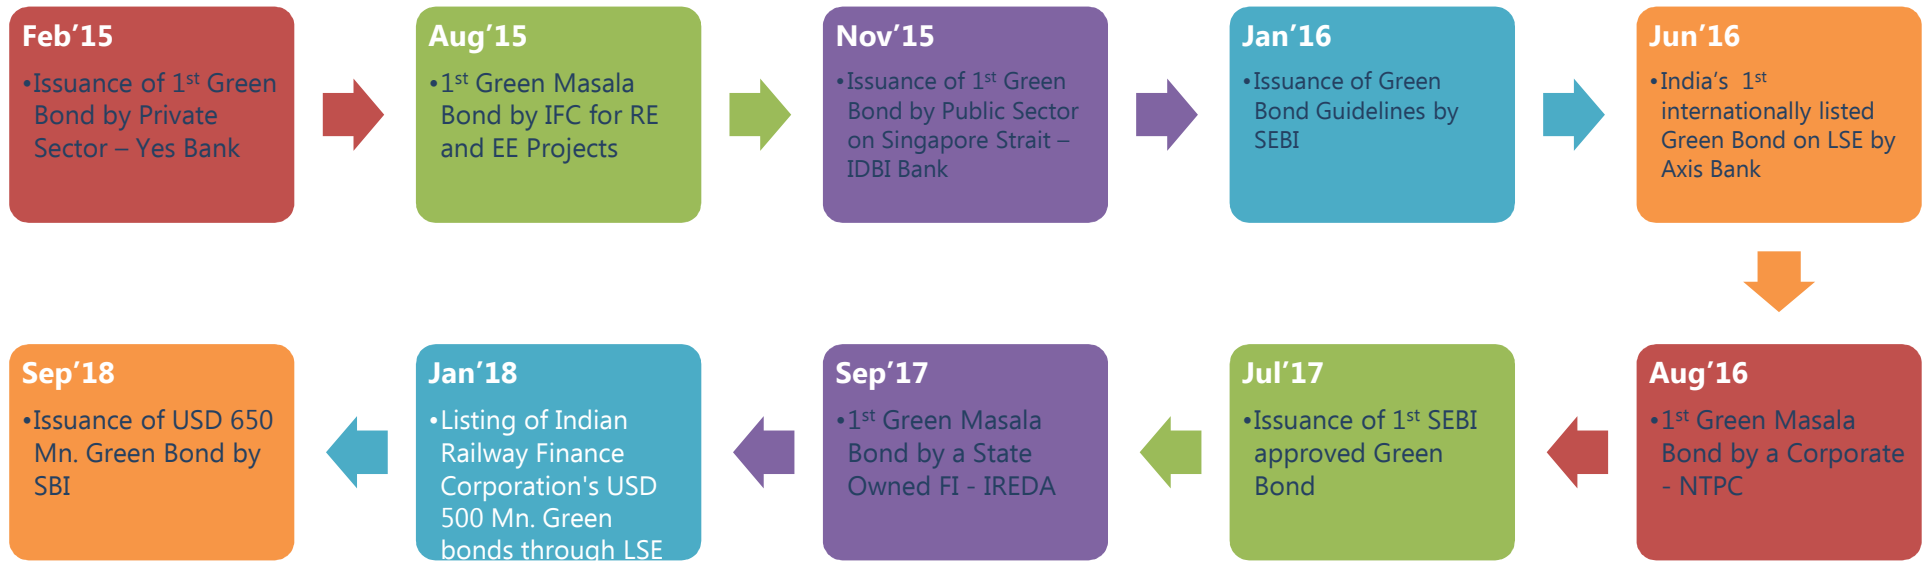 Feb’15
•Issuance of 1st Green
Bond by Private
Sector – Yes Bank
Aug’15
•1st Green Masala
Bond by IFC for RE
and EE Projects
Nov’15
•Issuance of 1st Green
Bond by Public Sector
on Singapore Strait –
IDBI Bank
Jan’16
•Issuance of Green
Bond Guidelines by
SEBI
Jun’16
•India’s 1st
internationally listed
Green Bond on LSE by
Axis Bank
Aug’16
•1st Green Masala
Bond by a Corporate
- NTPC
Jul’17
•Issuance of 1st SEBI
approved Green
Bond
Sep’17
•1st Green Masala
Bond by a State
Owned FI - IREDA
Jan’18
•Listing of Indian
Railway Finance
Corporation's USD
500 Mn. Green
bonds through LSE
Sep’18
•Issuance of USD 650
Mn. Green Bond by
SBI